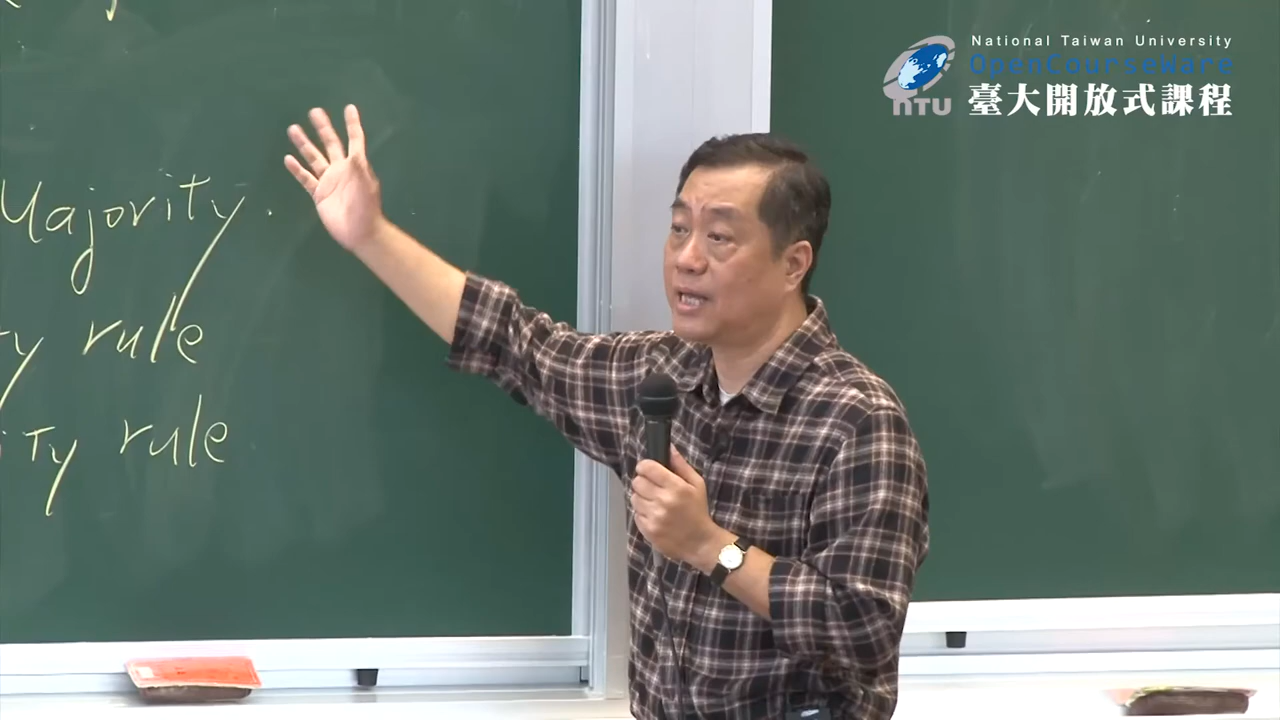 National Taiwan University
OpenCourseWare
NTU
臺大開放式課程
Majority.
rule
rule